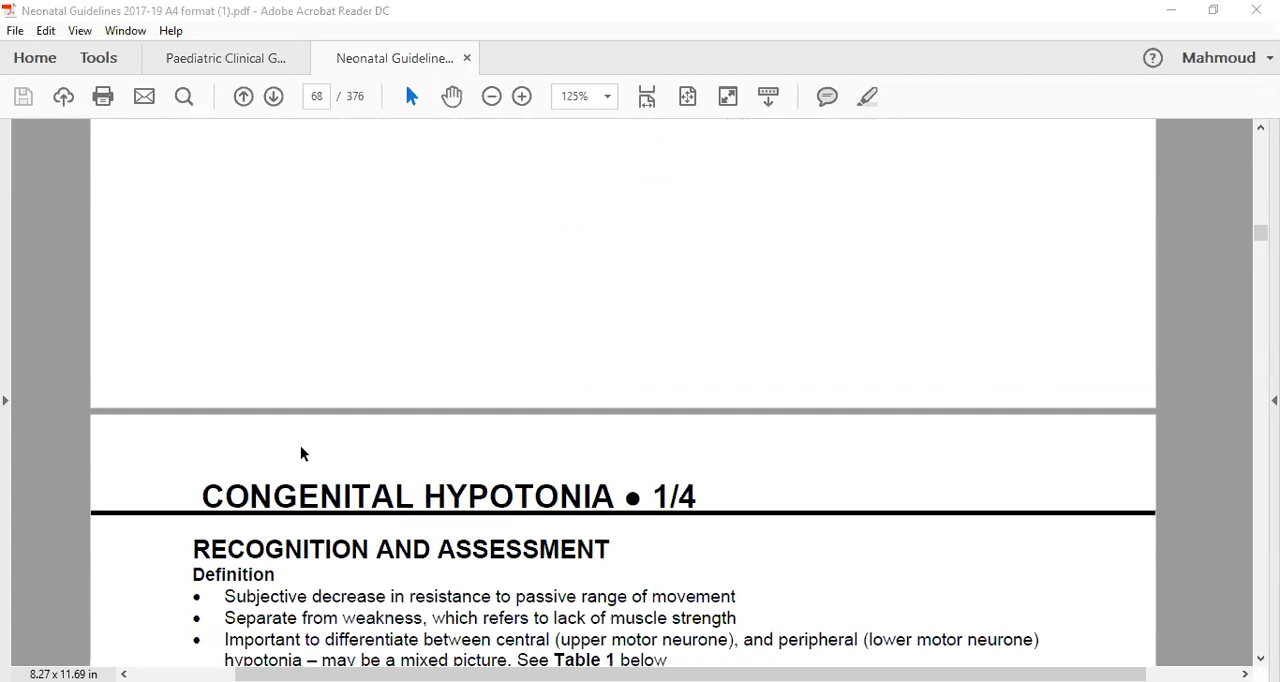 Neonatal Guidelines 2017-19 A4 format (1).pdf - Adobe Acrobat Reader DC
File Edit View Window Help
Home Tools Paediatric Clinical G... Neonatal Guideline... × ? Mahmoud
68 / 376 125%
CONGENITAL HYPOTONIA ● 1/4
RECOGNITION AND ASSESSMENT
Definition
• Subjective decrease in resistance to passive range of movement
• Separate from weakness, which refers to lack of muscle strength
• Important to differentiate between central (upper motor neurone), and peripheral (lower motor neurone)
hypotonia – may be a mixed picture. See Table 1 below
8.27 x 11.69 in